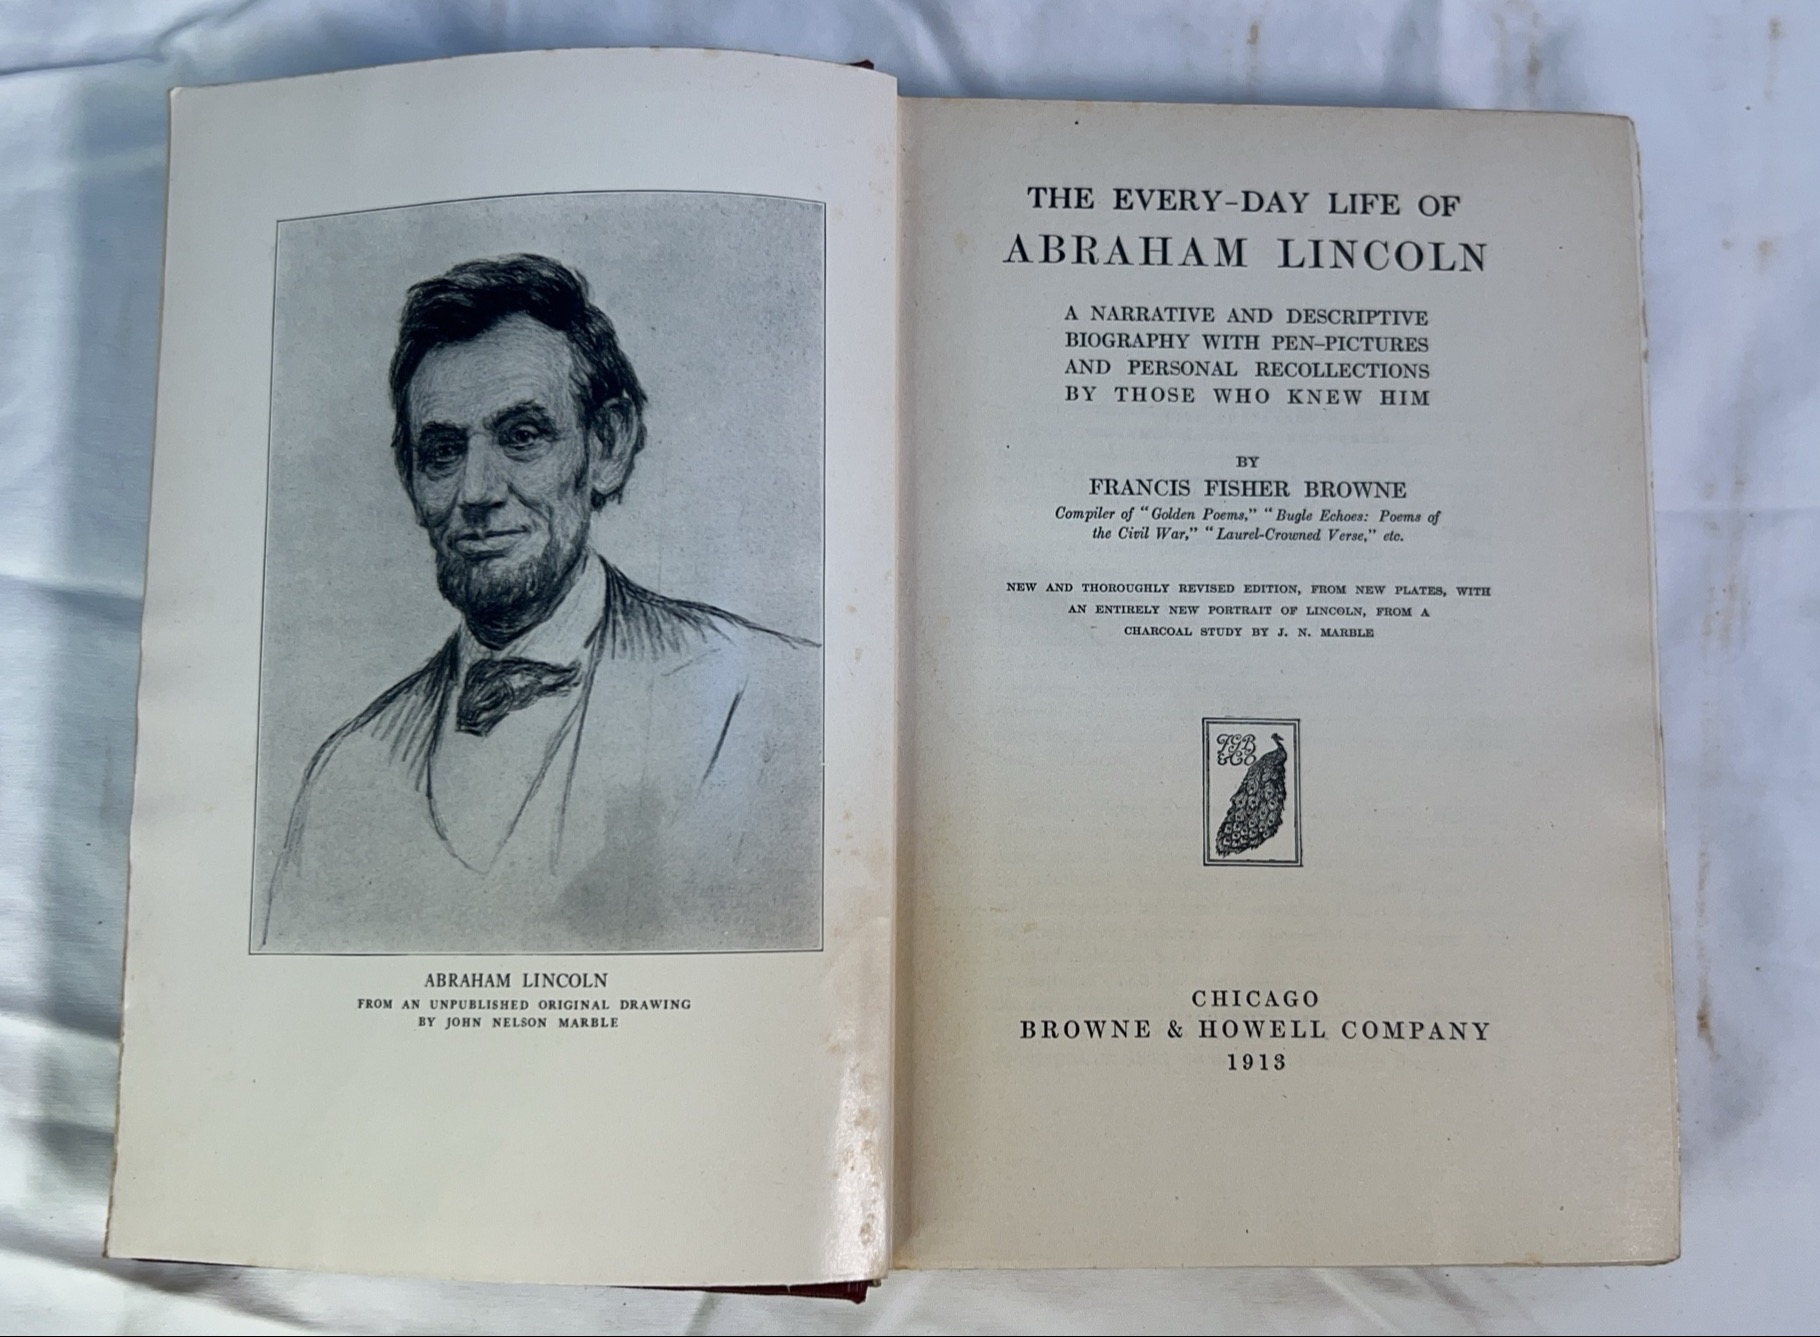 ABRAHAM LINCOLN
FROM AN UNPUBLISHED ORIGINAL DRAWING
BY JOHN NELSON MARBLE
THE EVERY-DAY LIFE OF
ABRAHAM LINCOLN
A NARRATIVE AND DESCRIPTIVE
BIOGRAPHY WITH PEN-PICTURES
AND PERSONAL RECOLLECTIONS
BY THOSE WHO KNEW HIM
BY
FRANCIS FISHER BROWNE
Compiler of "Golden Poems," "Bugle Echoes: Poems of
the Civil War," "Laurel-Crowned Verse," etc.
NEW AND THOROUGHLY REVISED EDITION, FROM NEW PLATES, WITH
AN ENTIRELY NEW PORTRAIT OF LINCOLN, FROM A
CHARCOAL STUDY BY J. N. MARBLE
& CO
CHICAGO
BROWNE & HOWELL COMPANY
1913